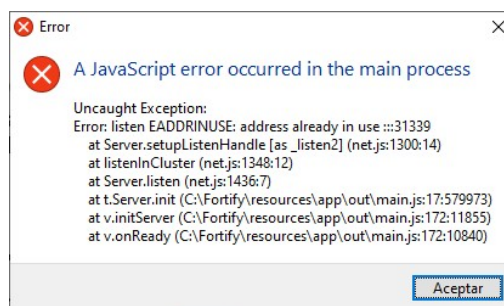 Error
A JavaScript error occurred in the main process
Uncaught Exception:
Error: listen EADDRINUSE: address already in use :::31339
at Server.setupListenHandle [as _listen2] (net.js:1300:14)
at listenInCluster (net.js:1348:12)
at Server.listen (net.js:1436:7)
at t.Server.init (C:\Fortify\resources\app\out\main.js:17:579973)
at v.initServer (C:\Fortify\resources\app\out\main.js:172:11855)
at v.onReady (C:\Fortify\resources\app\out\main.js:172:10840)
Aceptar